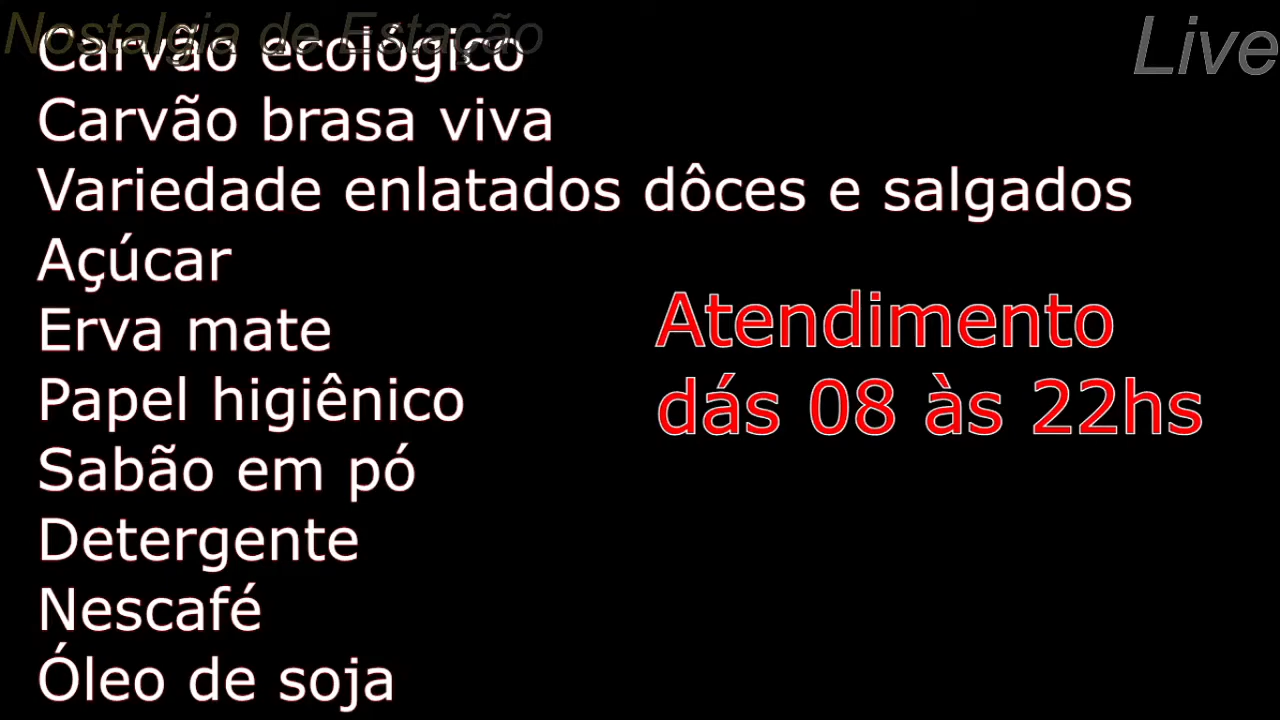 Nostalgia de Estação
Live
Carvão ecológico
Carvão brasa viva
Variedade enlatados dôces e salgados
Açúcar
Erva mate
Papel higiênico
Sabão em pó
Detergente
Nescafé
Óleo de soja
Atendimento
dás 08 às 22hs